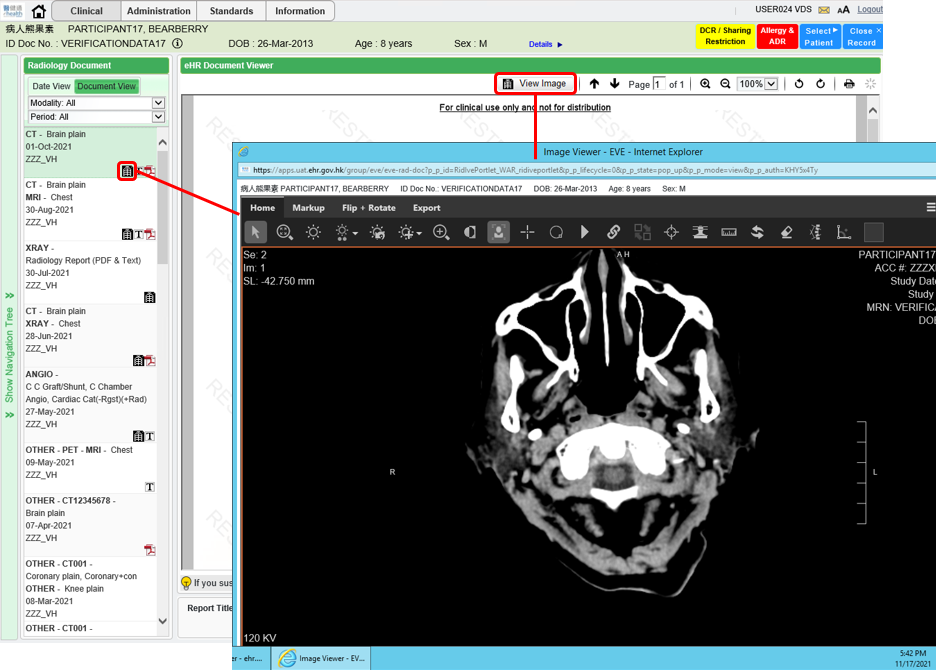 醫健通
eHealth
Clinical
Administration
Standards
Information
USER024 VDS
AA
Logout
病人熊果素 PARTICIPANT17, BEARBERRY
ID Doc No. : VERIFICATIONDATA17
DOB : 26-Mar-2013
Age : 8 years
Sex : M
Details
DCR / Sharing Restriction
Allergy & ADR
Select Patient
Close Record
Show Navigation Tree
Radiology Document
Date View
Document View
Modality: All
Period: All
CT - Brain plain
01-Oct-2021
ZZZ_VH
CT - Brain plain
MRI - Chest
30-Aug-2021
ZZZ_VH
T
XRAY -
Radiology Report (PDF & Text)
30-Jul-2021
ZZZ_VH
CT - Brain plain
XRAY - Chest
28-Jun-2021
ZZZ_VH
ANGIO -
C C Graft/Shunt, C Chamber
Angio, Cardiac Cat(-Rgst)(+Rad)
27-May-2021
ZZZ_VH
T
OTHER - PET - MRI - Chest
09-May-2021
ZZZ_VH
T
OTHER - CT12345678 -
Brain plain
07-Apr-2021
ZZZ_VH
OTHER - CT001 -
Coronary plain, Coronary+con
OTHER - Knee plain
08-Mar-2021
ZZZ_VH
OTHER - CT001 -
eHR Document Viewer
View Image
Page 1 of 1
100%
For clinical use only and not for distribution
If you sus
Report Title
Image Viewer - EVE - Internet Explorer
https://apps.uat.ehr.gov.hk/group/eve/eve-rad-doc?p_p_id=RidivePortlet_WAR_ridiveportlet&p_p_lifecycle=0&p_p_state=pop_up&p_p_mode=view&p_p_auth=KHY5x4Ty
病人熊果素 PARTICIPANT17, BEARBERRY ID Doc No.: VERIFICATIONDATA17 DOB: 26-Mar-2013 Age: 8 years Sex: M
Home
Markup
Flip + Rotate
Export
Se: 2
Im: 1
SL: -42.750 mm
A H
PARTICIPANT17
ACC #: ZZZX
Study Date
Study
MRN: VERIFICA
DOB
R
L
120 KV
er - ehr....
Image Viewer - EV...
5:42 PM
11/17/2021